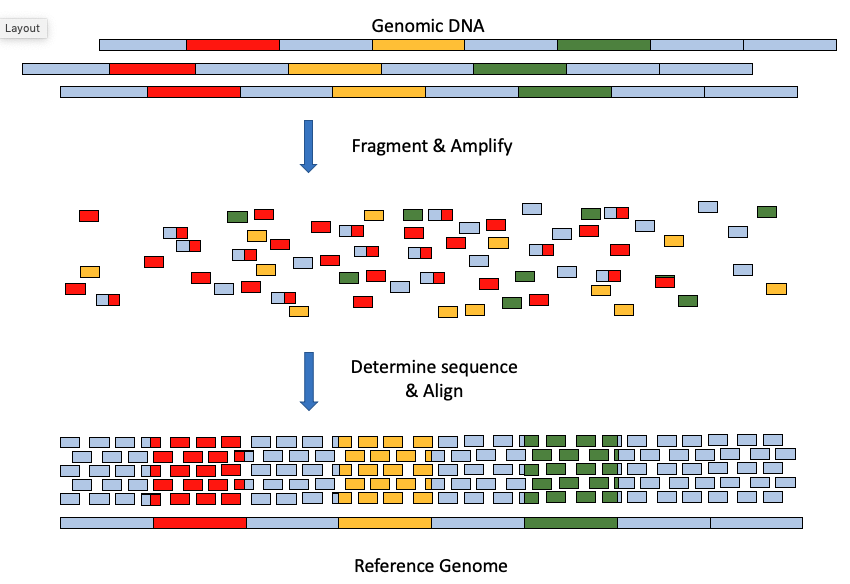 Genomic DNA
Layout
Fragment & Amplify
Determine sequence
& Align
Reference Genome